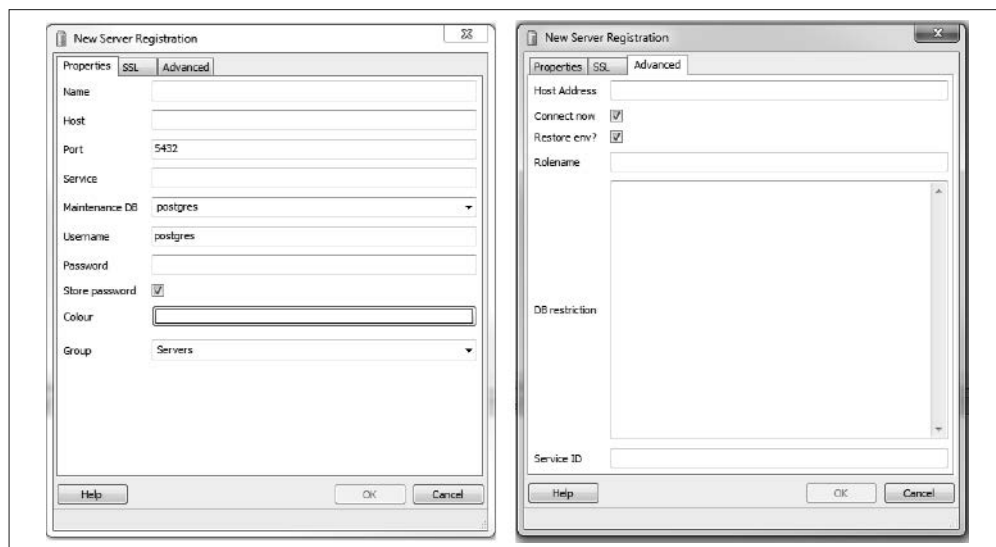 New Server Registration
Properties SSL Advanced
Name
Host
Port 5432
Service
Maintenance DB postgres
Username postgres
Password
Store password
Colour
Group Servers
Help OK Cancel
New Server Registration
Properties SSL Advanced
Host Address
Connect now
Restore env?
Rolename
DB restriction
Service ID
Help OK Cancel